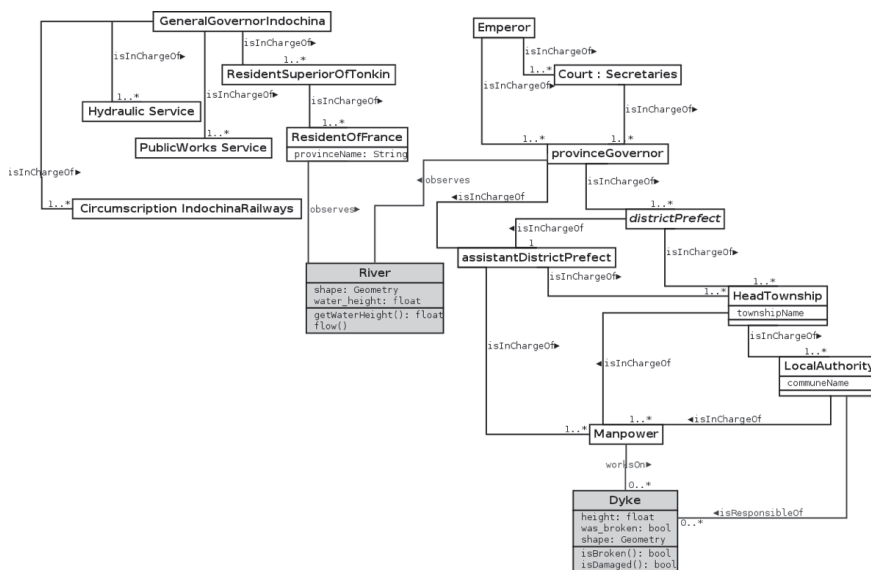 GeneralGovernorIndochina
isInChargeOf►
1..*
Hydraulic Service
isInChargeOf►
1..*
PublicWorks Service
isInChargeOf►
1..*
ResidentSuperiorOfTonkin
isInChargeOf►
1..*
ResidentOfFrance
provinceName: String
isInChargeOf►
1..*
Circumscription IndochinaRailways
observes►
Emperor
isInChargeOf►
1..*
Court : Secretaries
isInChargeOf►
1..*
isInChargeOf►
1..*
provinceGovernor
◄observes
isInChargeOf►
1..*
districtPrefect
◄isInChargeOf
◄isInChargeOf
1
assistantDistrictPrefect
isInChargeOf►
1..*
isInChargeOf►
1..*
HeadTownship
townshipName
River
shape: Geometry
water_height: float
getWaterHeight(): float
flow()
isInChargeOf►
1..*
LocalAuthority
communeName
isInChargeOf►
1..*
◄isInChargeOf
1..*
◄isInChargeOf
Manpower
worksOn►
0..*
Dyke
height: float
was_broken: bool
shape: Geometry
isBroken(): bool
isDamaged(): bool
◄isResponsibleOf
0..*